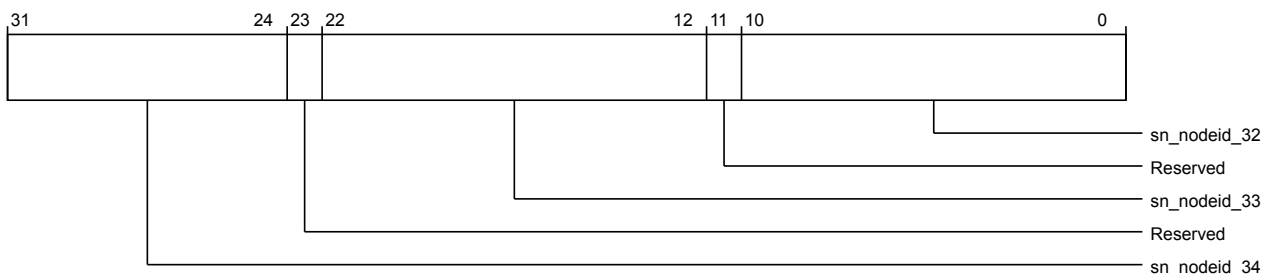 31 24 23 22 12 11 10 0
sn_nodeid_32
Reserved
sn_nodeid_33
Reserved
sn_nodeid_34